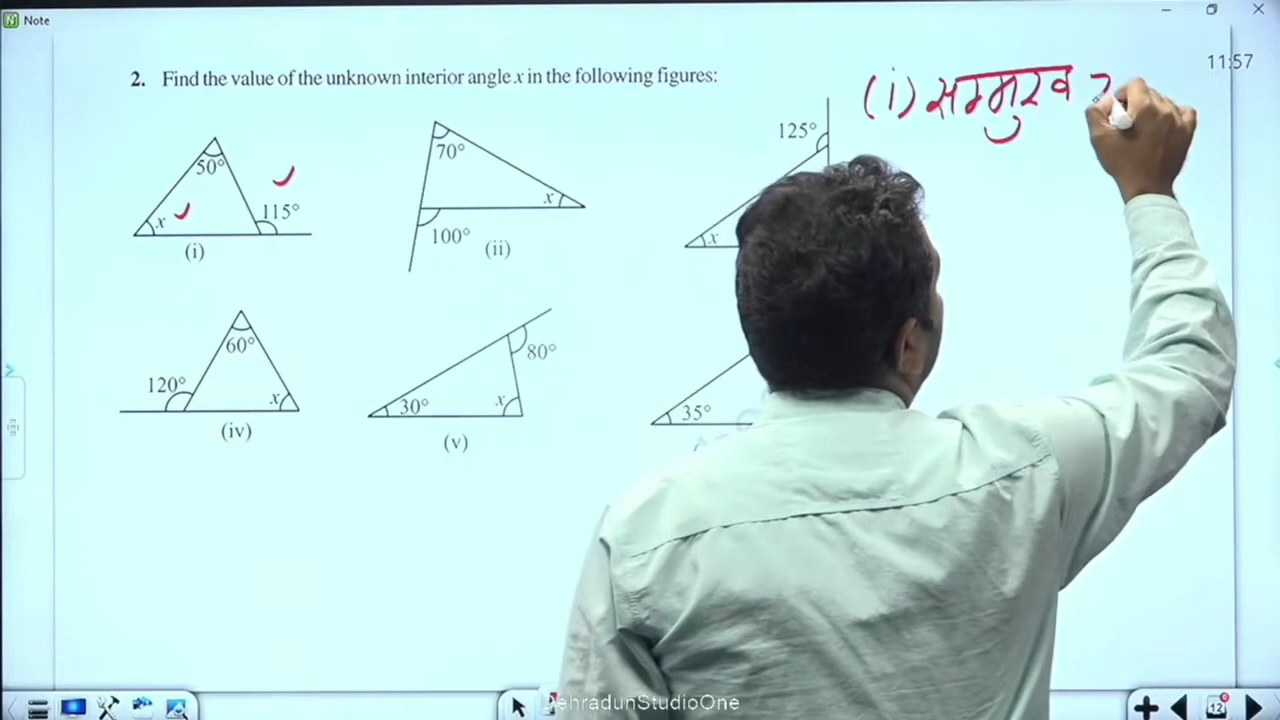 Note
11:57
2. Find the value of the unknown interior angle x in the following figures:
(i) सम्मुख
50°
x
115°
(i)
70°
x
100°
(ii)
125°
x
60°
120°
x
(iv)
80°
30°
x
(v)
35°
DehradunStudioOne
12